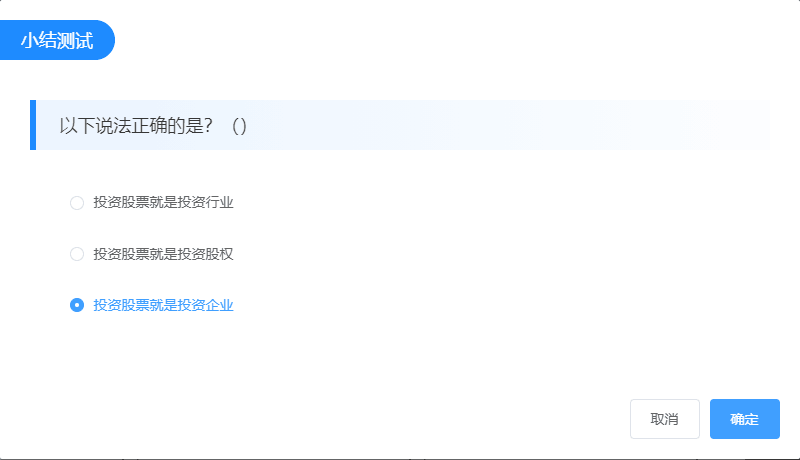 小结测试
以下说法正确的是？（）
投资股票就是投资行业
投资股票就是投资股权
投资股票就是投资企业
取消
确定